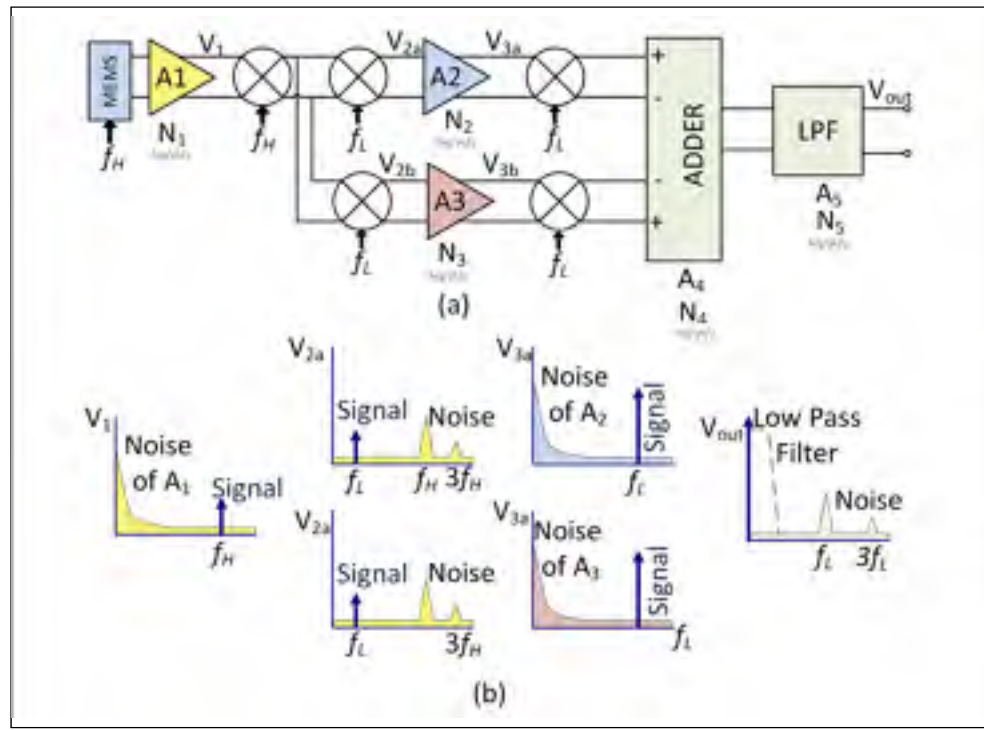 V1 V2a V3a
MEMS A1 A2
+
-
ADDER
LPF
Vout
N1 N2
fH fH fL fL
V2b V3b
A3
-
+
A5
N5
N3
fL fL
A4
N4
(a)
V2a V3a
Noise of A2
Signal
Signal Noise
fL fH 3fH
fL
V1
Noise of A1
Signal
fH
Vout
Low Pass Filter
Noise
fL 3fL
V2a V3a
Signal Noise
Noise of A3
Signal
fL 3fH
fL
(b)